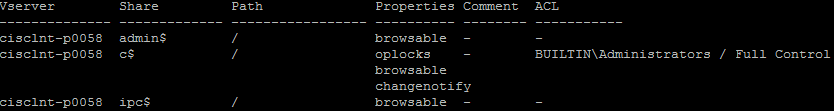 Vserver       Share         Path              Properties Comment  ACL
------------- ------------- ----------------- ---------- -------- -----------
cisclnt-p0058 admin$        /                 browsable  -        -
cisclnt-p0058 c$            /                 oplocks    -        BUILTIN\Administrators / Full Control
                                              browsable
                                              changenotify
cisclnt-p0058 ipc$          /                 browsable  -        -